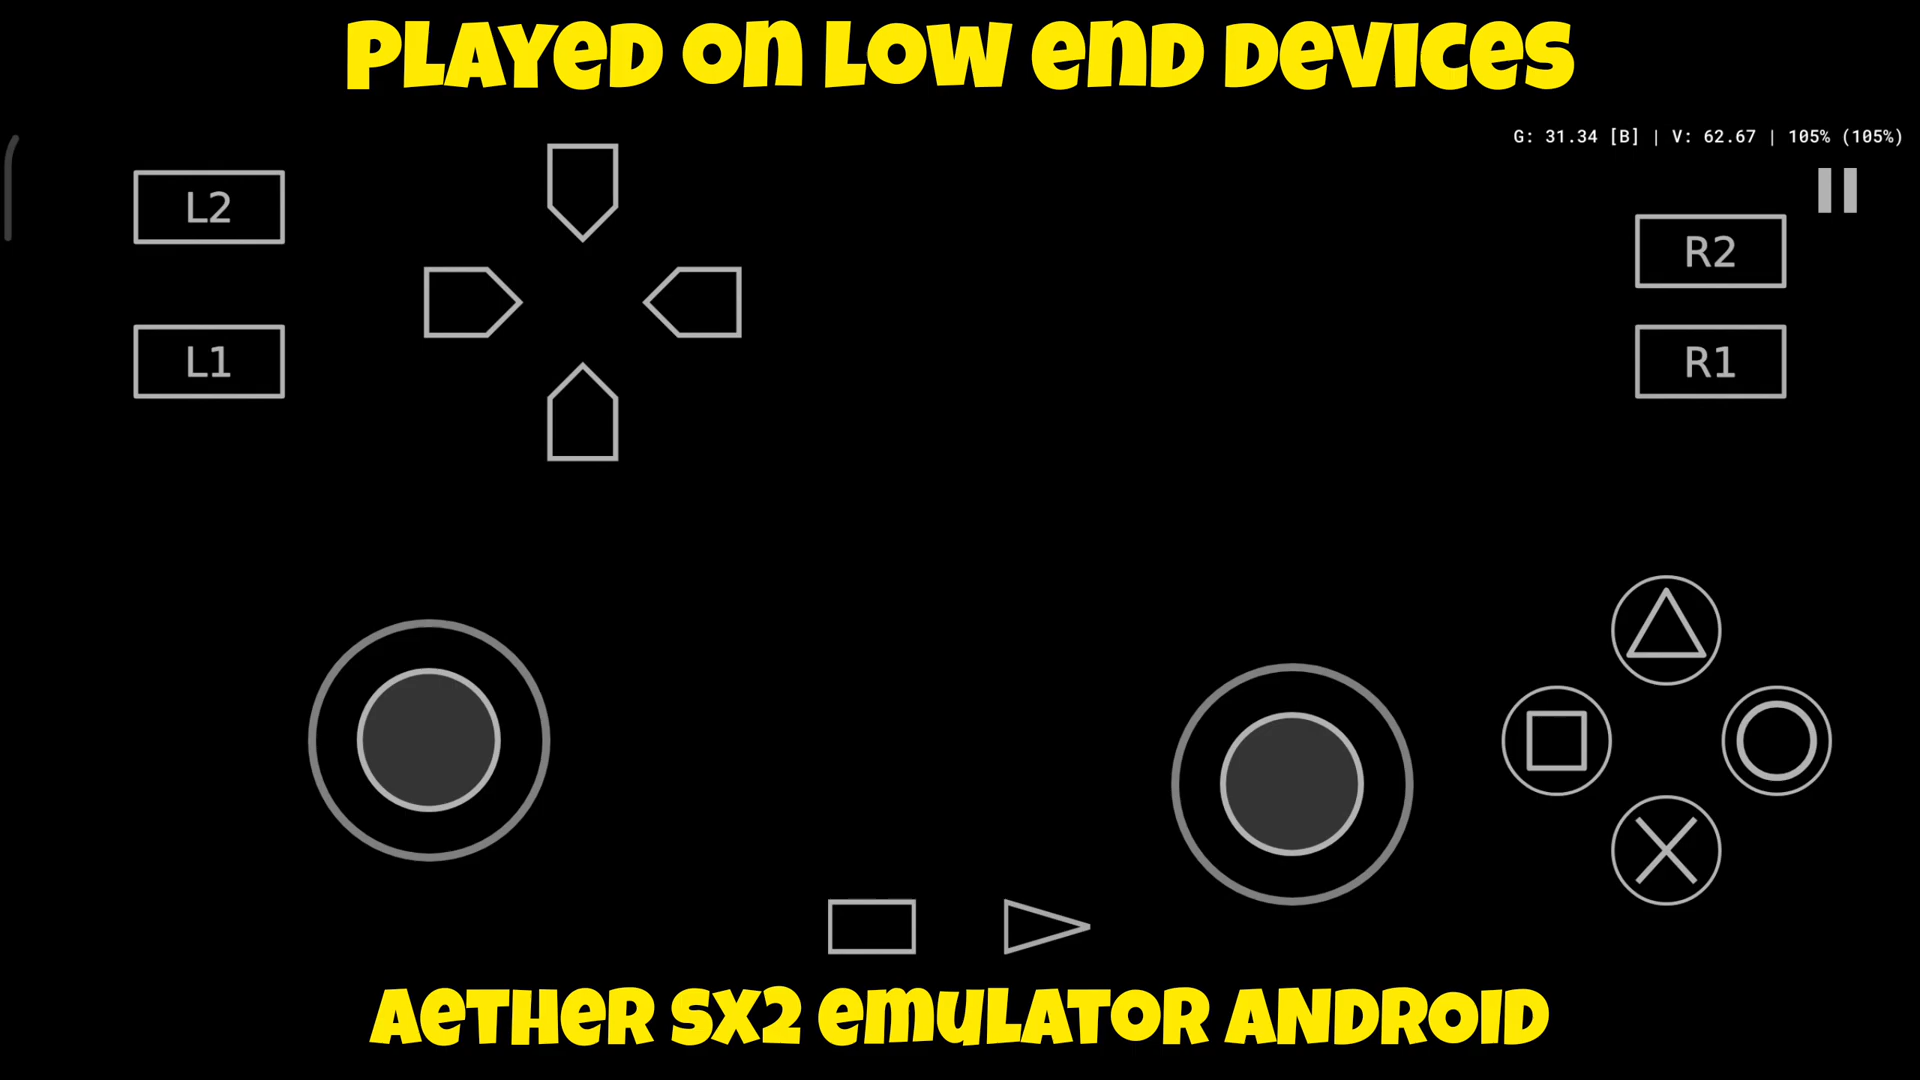 PLAYED ON LOW END DEVICES
G: 31.34 [B] | V: 62.67 | 105% (105%)
L2
R2
L1
R1
AETHER SX2 EMULATOR ANDROID